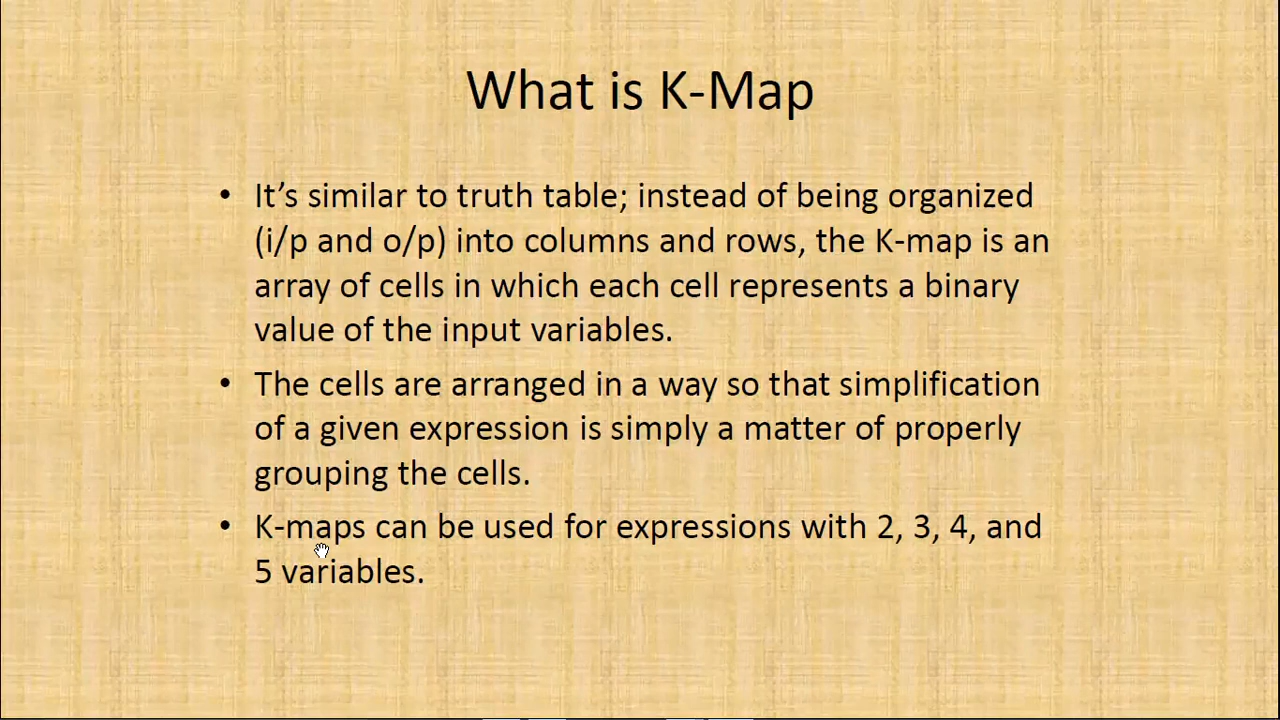 What is K-Map
• It’s similar to truth table; instead of being organized
(i/p and o/p) into columns and rows, the K-map is an
array of cells in which each cell represents a binary
value of the input variables.
• The cells are arranged in a way so that simplification
of a given expression is simply a matter of properly
grouping the cells.
• K-maps can be used for expressions with 2, 3, 4, and
5 variables.